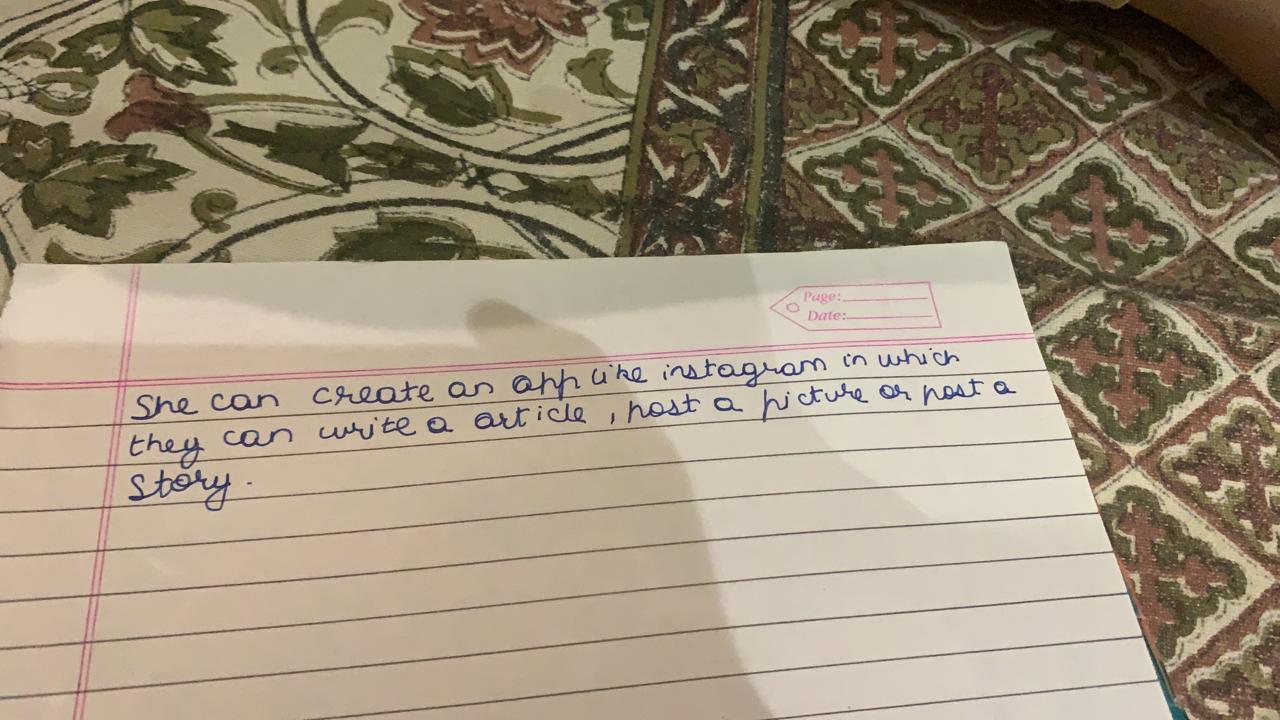 Page:
Date:
She can create an app like instagram in which
they can write a article , post a picture or post a
story.